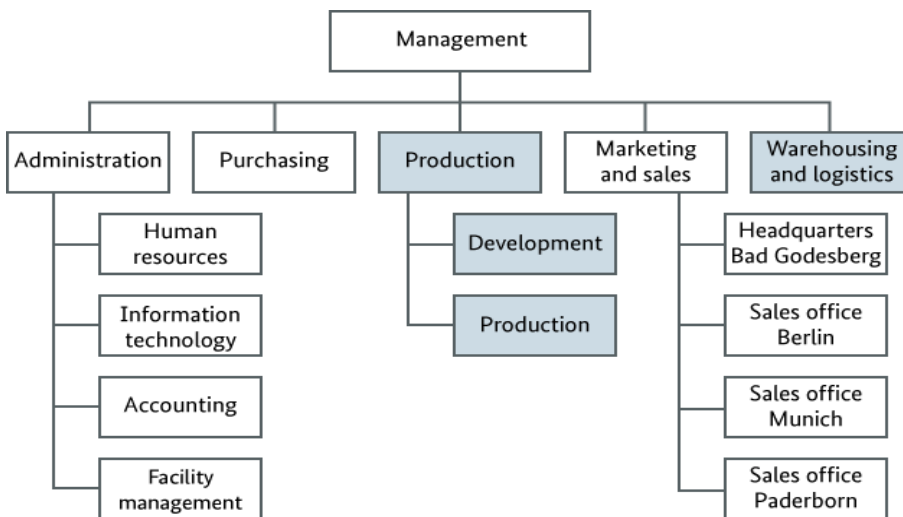 Management
Administration
Purchasing
Production
Marketing
and sales
Warehousing
and logistics
Human
resources
Information
technology
Accounting
Facility
management
Development
Production
Headquarters
Bad Godesberg
Sales office
Berlin
Sales office
Munich
Sales office
Paderborn